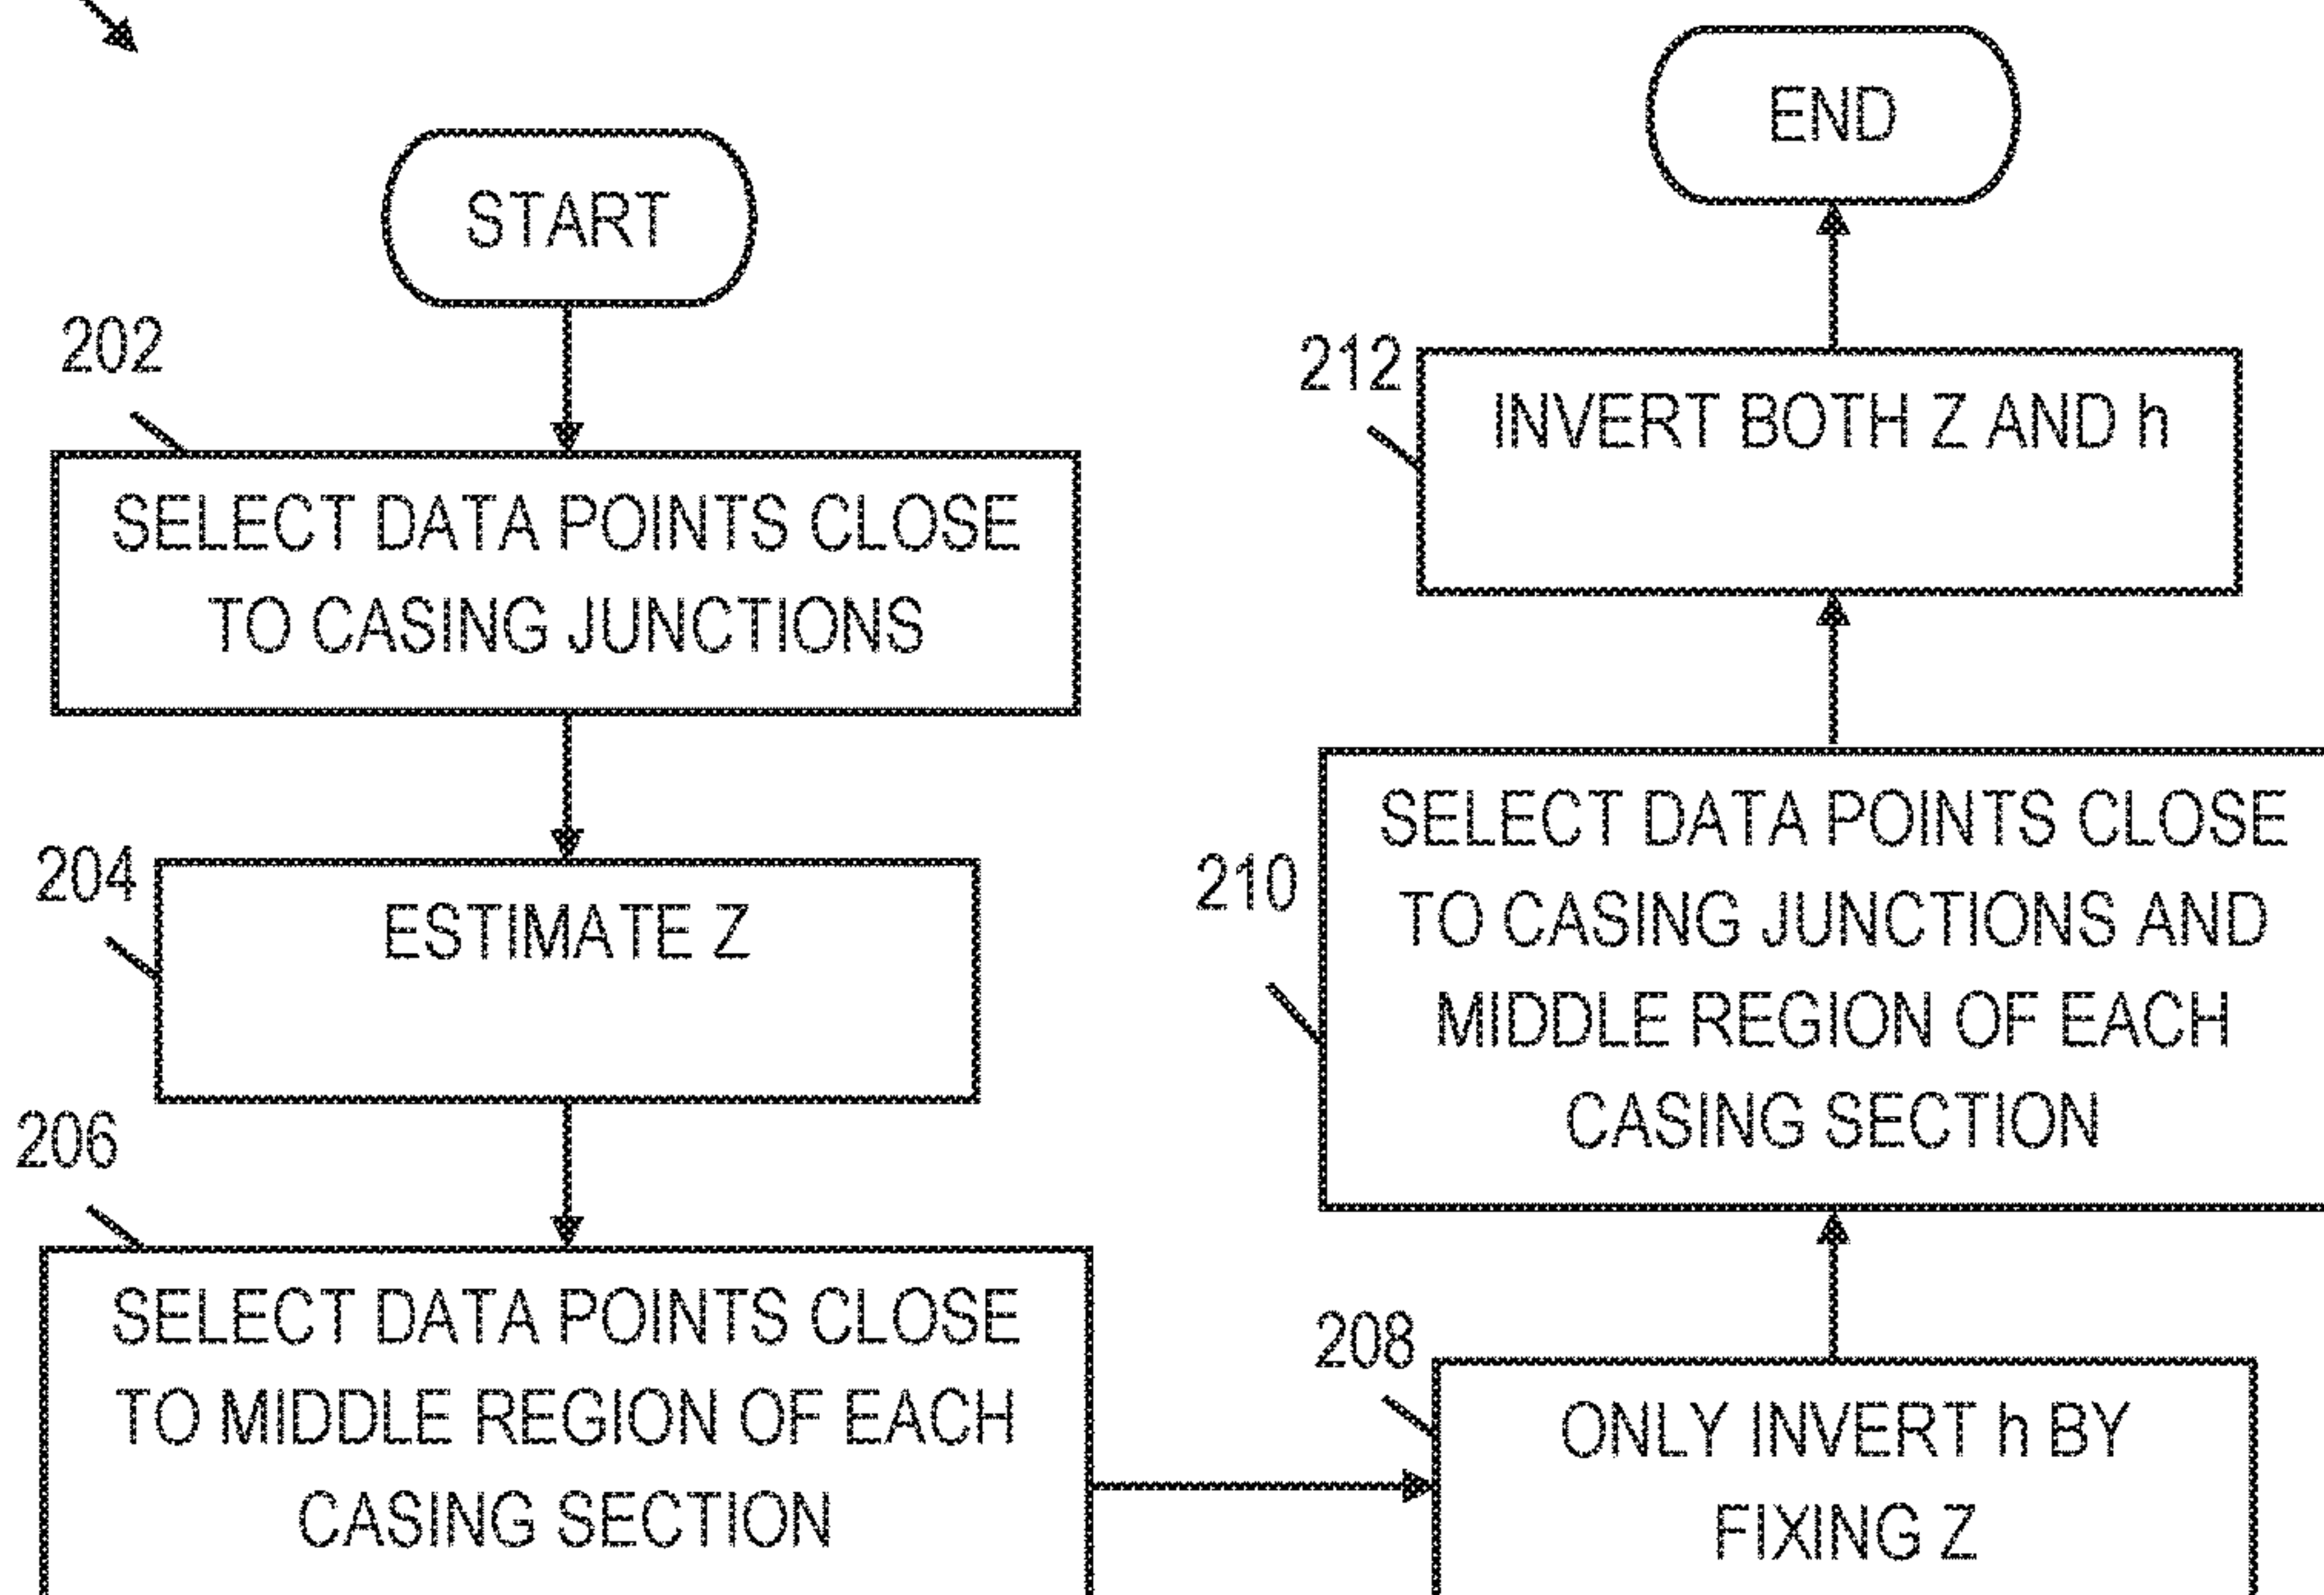 START
202
SELECT DATA POINTS CLOSE
TO CASING JUNCTIONS
204
ESTIMATE Z
206
SELECT DATA POINTS CLOSE
TO MIDDLE REGION OF EACH
CASING SECTION
208
ONLY INVERT h BY
FIXING Z
210
SELECT DATA POINTS CLOSE
TO CASING JUNCTIONS AND
MIDDLE REGION OF EACH
CASING SECTION
212
INVERT BOTH Z AND h
END